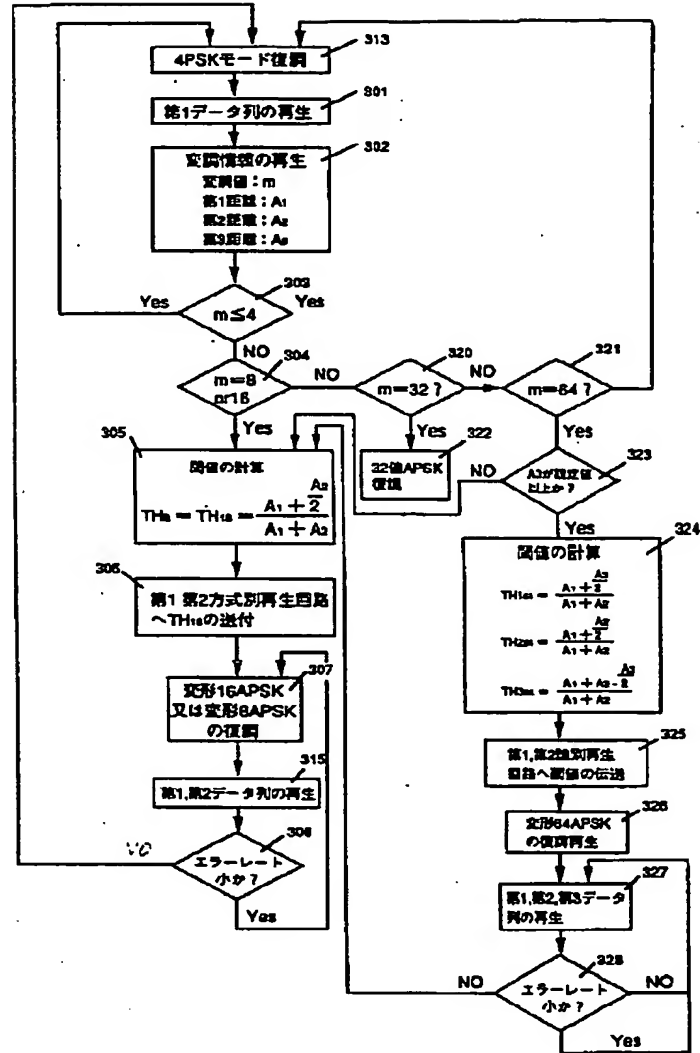 313
4PSKモード復調
301
第1データ列の再生
302
変調情報の再生
変調値：m
第1距離：A1
第2距離：A2
第3距離：A3
303
Yes
m≦4
Yes
NO
304
m=8
or16
NO
320
m=32？
NO
321
m=64？
Yes
305
閾値の計算
TH8 = TH16 = (A1 + A2/2) / (A1 + A2)
Yes
322
32値APSK
復調
Yes
NO
323
A3が設定値
以上か？
Yes
324
閾値の計算
306
第1 第2方式別再生回路
へTH16の送付
307
変形16APSK
又は変形8APSK
の復調
315
第1,第2データ列の再生
308
エラーレート
小か？
Yes
325
第1,第2識別再生
回路へ閾値の伝送
326
変形64APSK
の復調再生
327
第1,第2,第3データ
列の再生
328
NO
エラーレート
小か？
NO
Yes